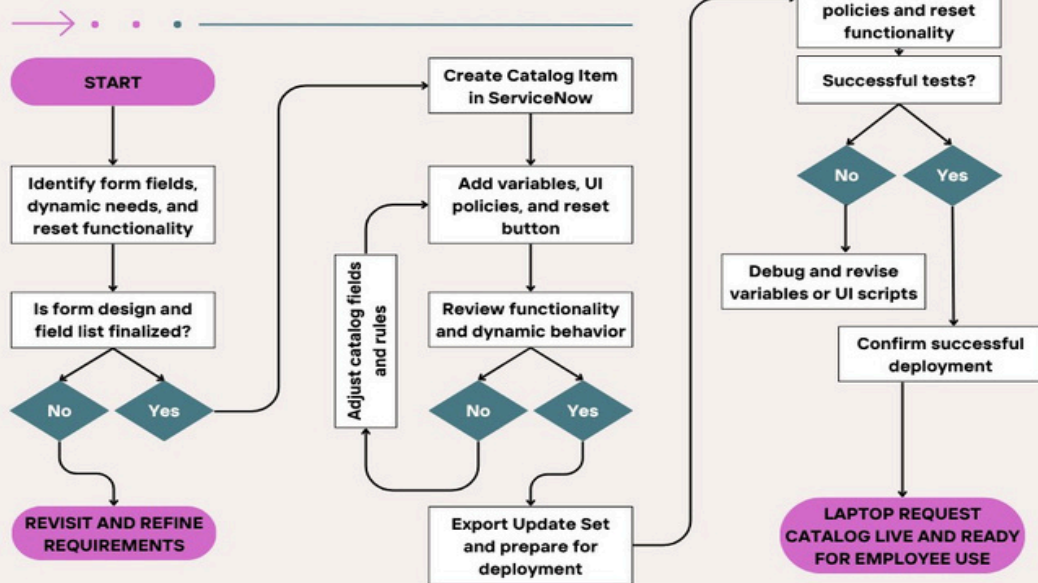 START
Identify form fields,
dynamic needs, and
reset functionality
Is form design and
field list finalized?
No
Yes
REVISIT AND REFINE
REQUIREMENTS
Create Catalog Item
in ServiceNow
Add variables, UI
policies, and reset
button
Review functionality
and dynamic behavior
No
Yes
Adjust catalog fields
and rules
Export Update Set
and prepare for
deployment
policies and reset
functionality
Successful tests?
No
Yes
Debug and revise
variables or UI scripts
Confirm successful
deployment
LAPTOP REQUEST
CATALOG LIVE AND READY
FOR EMPLOYEE USE